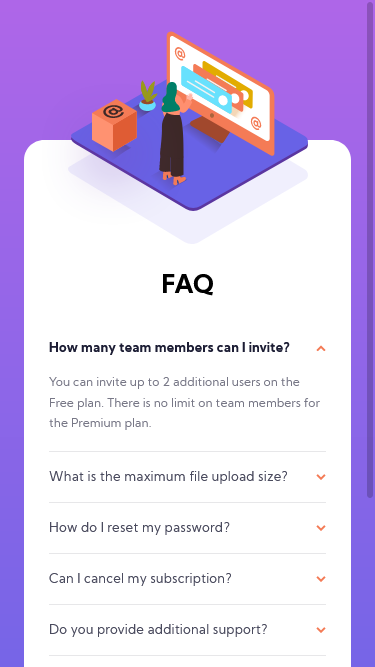 @
@
@
FAQ
How many team members can I invite?
You can invite up to 2 additional users on the
Free plan. There is no limit on team members for
the Premium plan.
What is the maximum file upload size?
How do I reset my password?
Can I cancel my subscription?
Do you provide additional support?